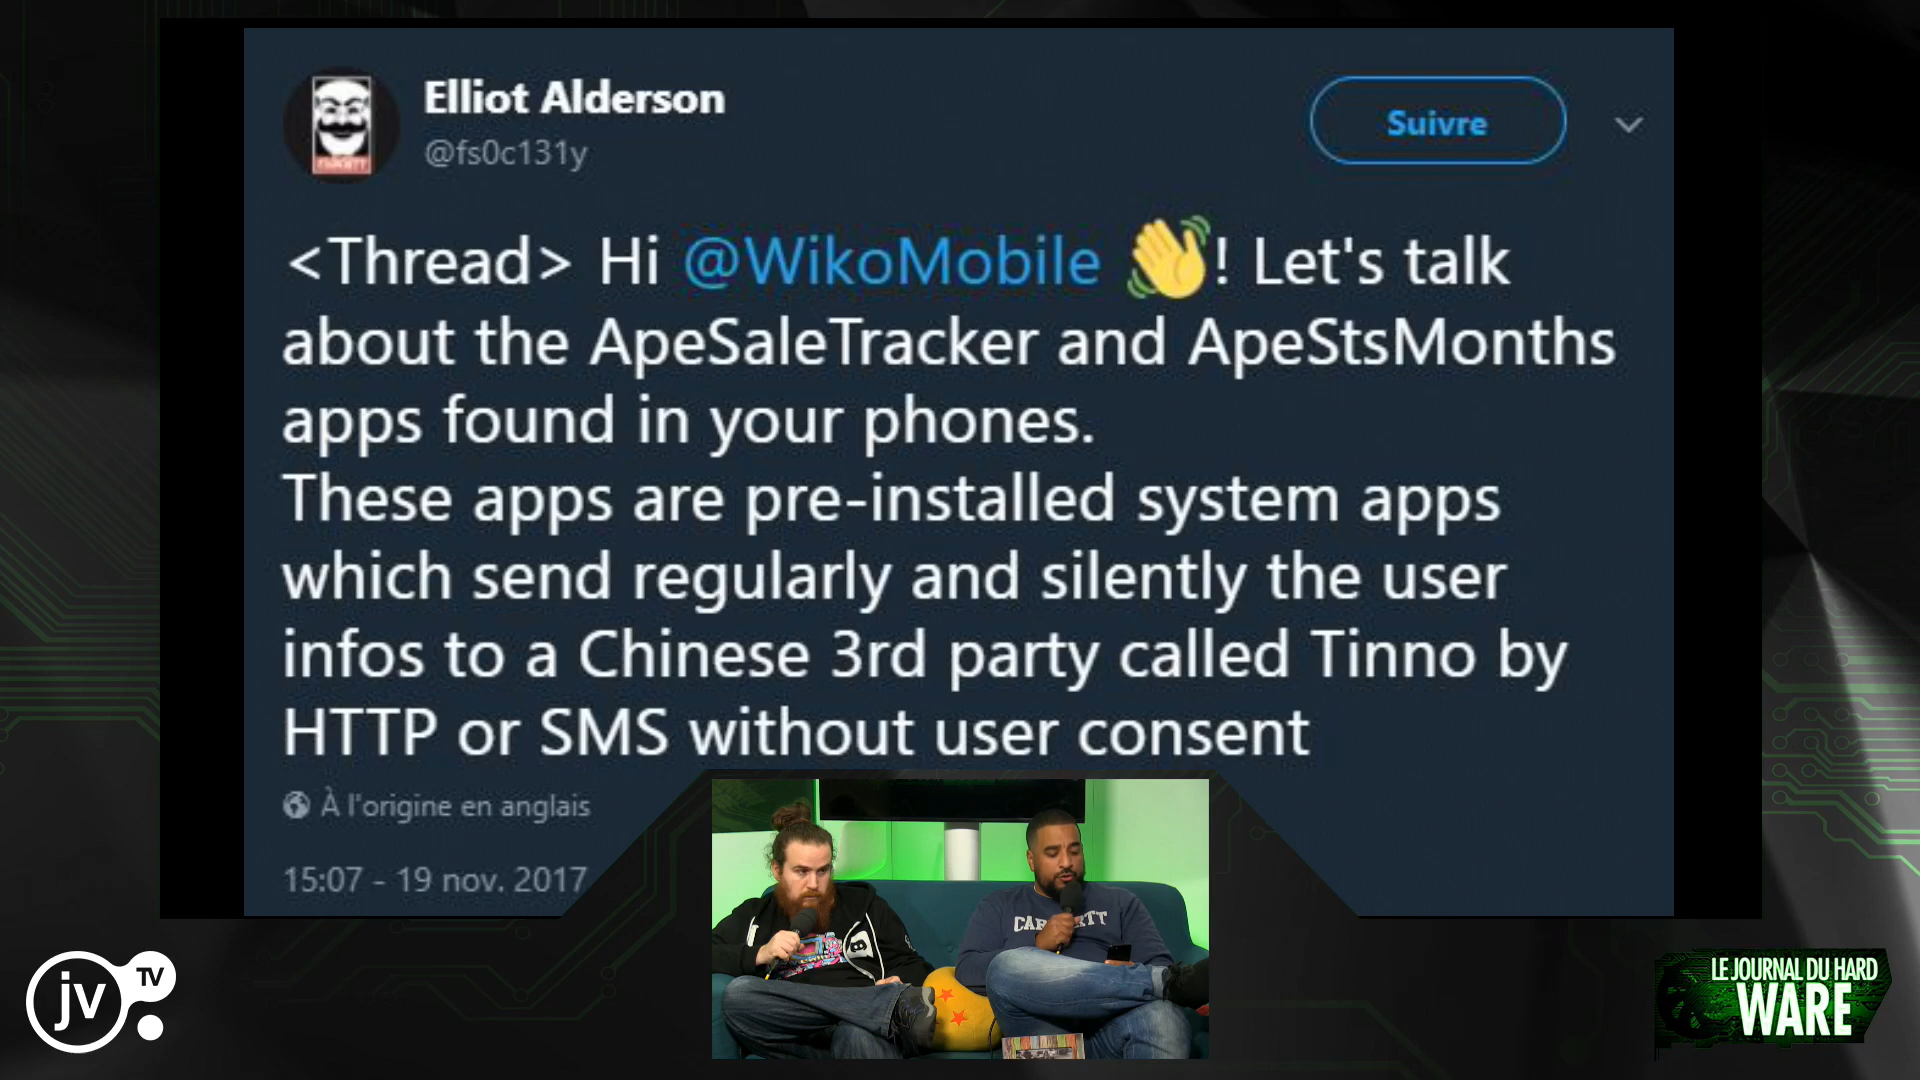 Elliot Alderson
@fs0c131y
Suivre
<Thread> Hi @WikoMobile 👋! Let's talk
about the ApeSaleTracker and ApeStsMonths
apps found in your phones.
These apps are pre-installed system apps
which send regularly and silently the user
infos to a Chinese 3rd party called Tinno by
HTTP or SMS without user consent
À l'origine en anglais
15:07 - 19 nov. 2017
jv TV
LE JOURNAL DU HARD
WARE